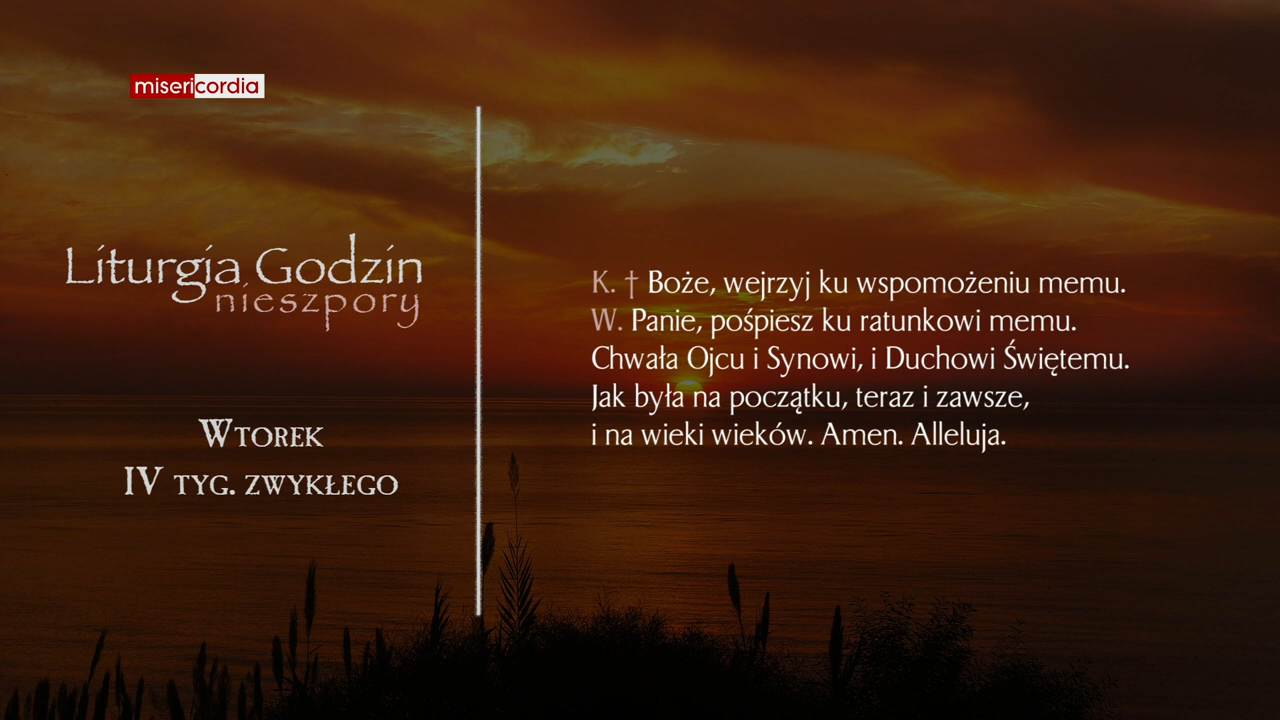 misericordia
Liturgia Godzin
nieszpory
Wtorek
IV tyg. zwykłego
K. † Boże, wejrzyj ku wspomożeniu memu.
W. Panie, pośpiesz ku ratunkowi memu.
Chwała Ojcu i Synowi, i Duchowi Świętemu.
Jak była na początku, teraz i zawsze,
i na wieki wieków. Amen. Alleluja.